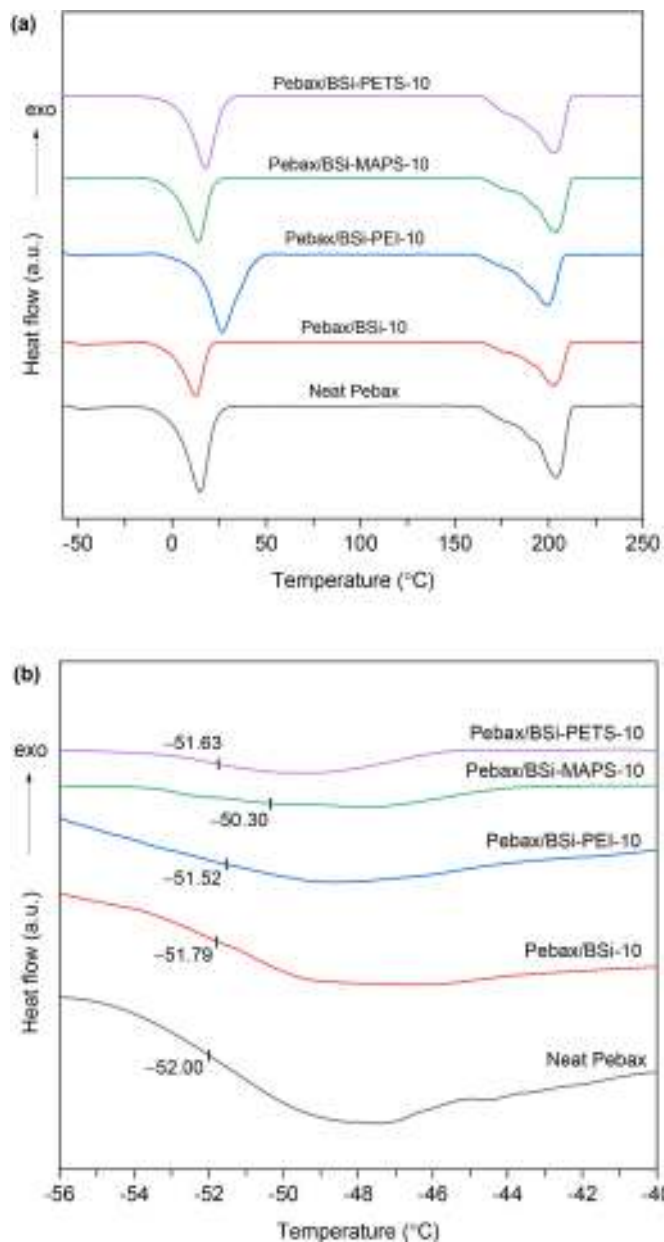 (a)
exo
Heat flow (a.u.)
Pebax/BSi-PETS-10
Pebax/BSi-MAPS-10
Pebax/BSi-PEI-10
Pebax/BSi-10
Neat Pebax
-50 0 50 100 150 200 250
Temperature (°C)
(b)
exo
Heat flow (a.u.)
−51.63
Pebax/BSi-PETS-10
Pebax/BSi-MAPS-10
−50.30
Pebax/BSi-PEI-10
−51.52
−51.79
Pebax/BSi-10
−52.00
Neat Pebax
-56 -54 -52 -50 -48 -46 -44 -42
Temperature (°C)